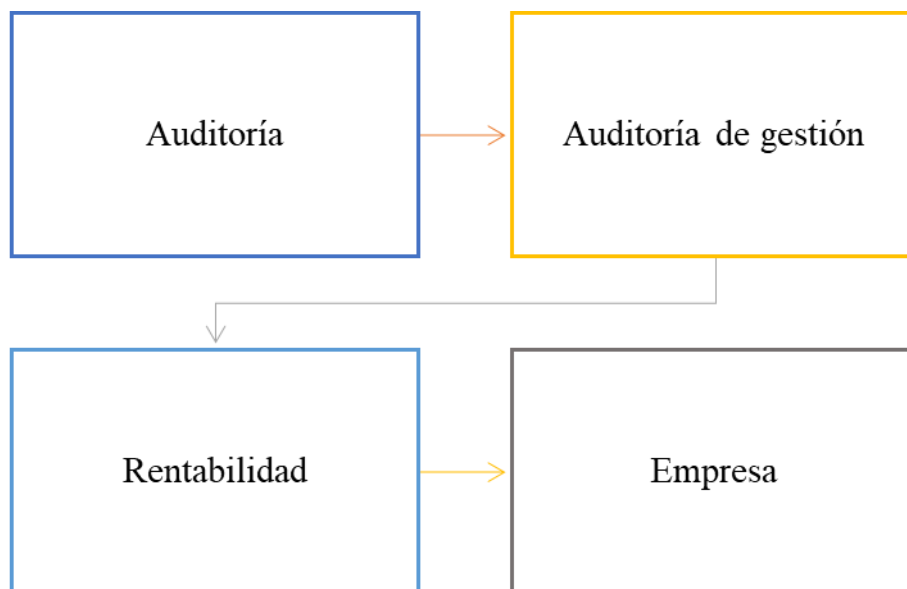 Auditoría
Auditoría de gestión
Rentabilidad
Empresa